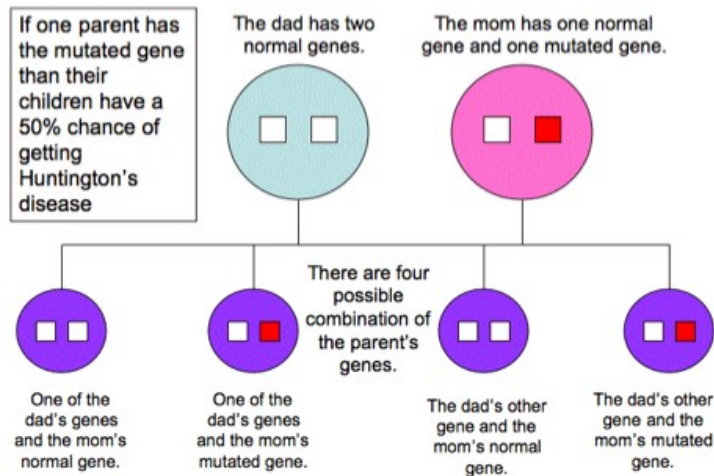 If one parent has
the mutated gene
than their
children have a
50% chance of
getting
Huntington's
disease
The dad has two
normal genes.
The mom has one normal
gene and one mutated gene.
There are four
possible
combination of
the parent's
genes.
One of the
dad's genes
and the mom's
normal gene.
One of the
dad's genes
and the mom's
mutated gene.
The dad's other
gene and the
mom's normal
gene.
The dad's other
gene and the
mom's mutated
gene.